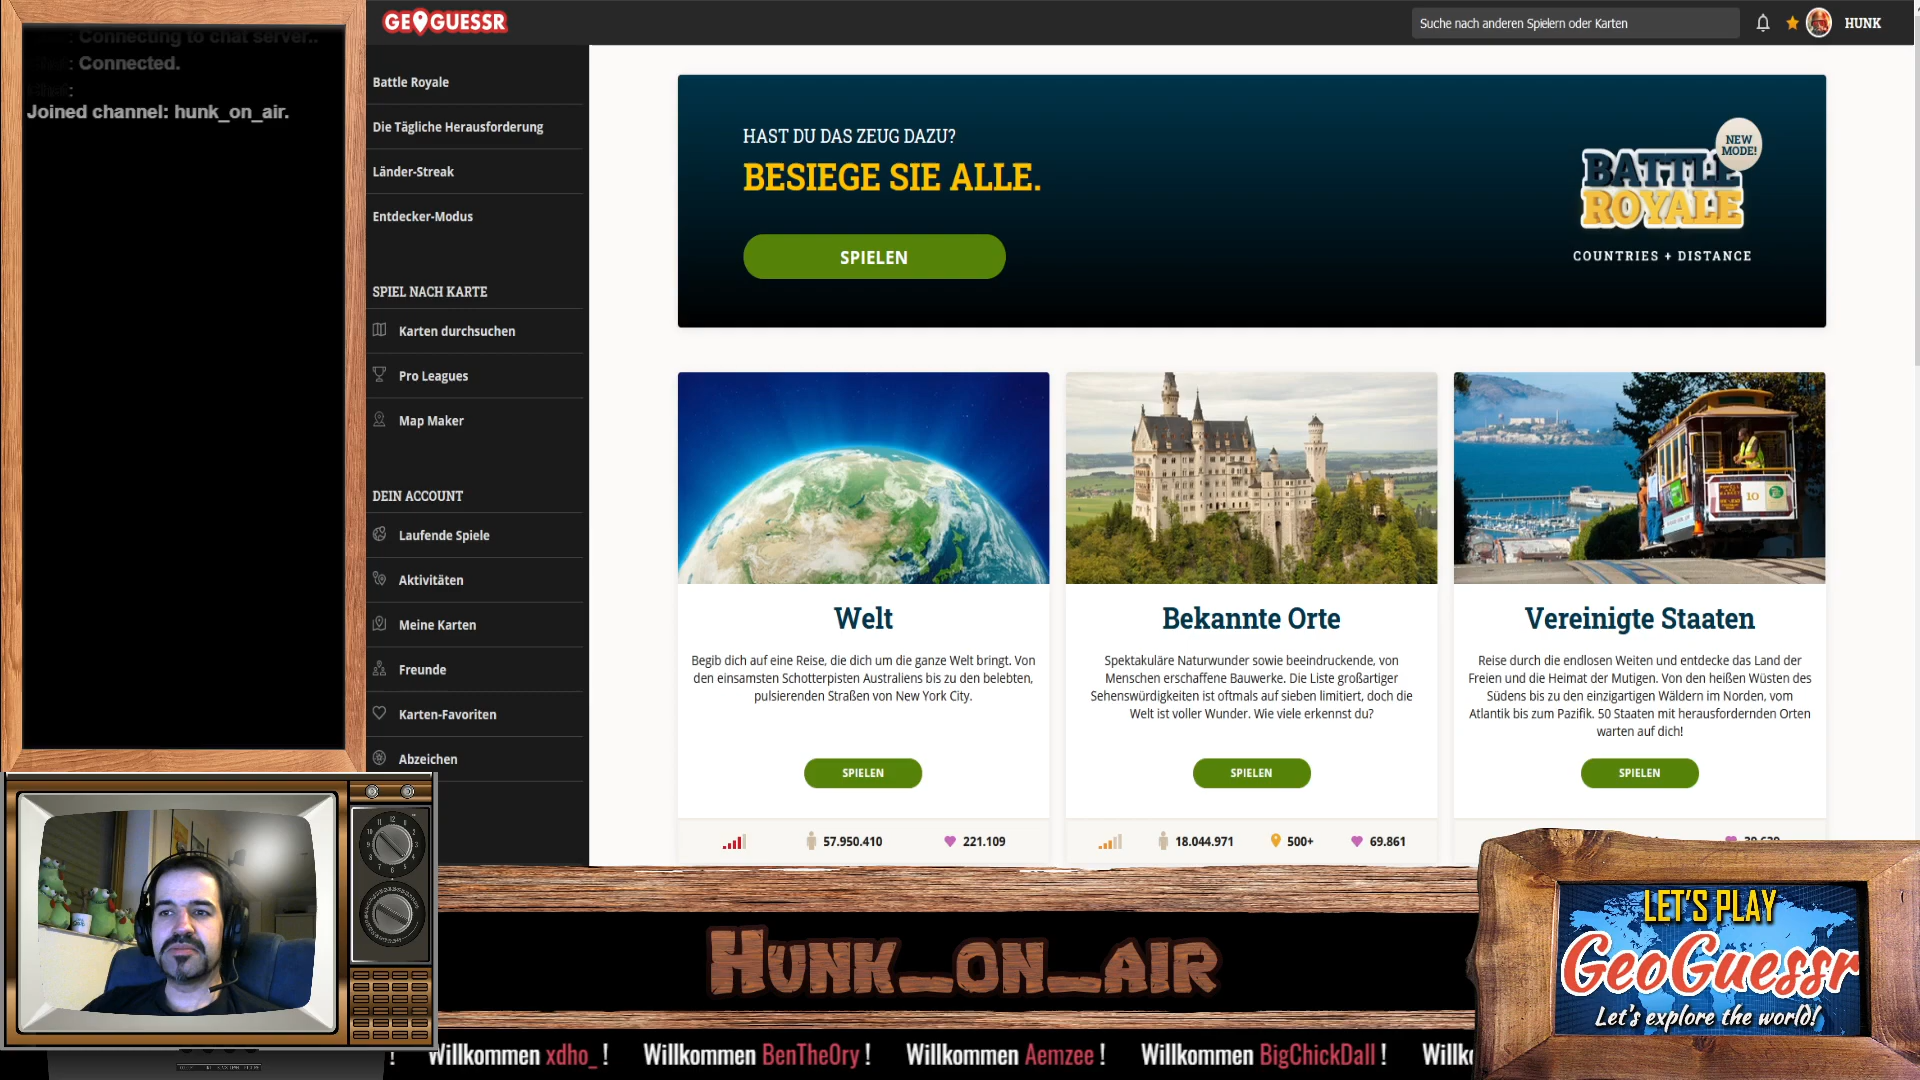 : Connecting to chat server..
: Connected.
:
Joined channel: hunk_on_air.
GEOGUESSR
Suche nach anderen Spielern oder Karten
HUNK
Battle Royale
Die Tägliche Herausforderung
Länder-Streak
Entdecker-Modus
SPIEL NACH KARTE
Karten durchsuchen
Pro Leagues
Map Maker
DEIN ACCOUNT
Laufende Spiele
Aktivitäten
Meine Karten
Freunde
Karten-Favoriten
Abzeichen
HAST DU DAS ZEUG DAZU?
BESIEGE SIE ALLE.
SPIELEN
NEW
MODE!
BATTLE
ROYALE
COUNTRIES + DISTANCE
Welt
Begib dich auf eine Reise, die dich um die ganze Welt bringt. Von
den einsamsten Schotterpisten Australiens bis zu den belebten,
pulsierenden Straßen von New York City.
SPIELEN
57.950.410
221.109
Bekannte Orte
Spektakuläre Naturwunder sowie beeindruckende, von
Menschen erschaffene Bauwerke. Die Liste großartiger
Sehenswürdigkeiten ist oftmals auf sieben limitiert, doch die
Welt ist voller Wunder. Wie viele erkennst du?
SPIELEN
18.044.971
500+
69.861
10
Vereinigte Staaten
Reise durch die endlosen Weiten und entdecke das Land der
Freien und die Heimat der Mutigen. Von den heißen Wüsten des
Südens bis zu den einzigartigen Wäldern im Norden, vom
Atlantik bis zum Pazifik. 50 Staaten mit herausfordernden Orten
warten auf dich!
SPIELEN
HUNK_ON_AIR
LET'S PLAY
GeoGuessr
Let's explore the world!
! Willkommen xdho_ ! Willkommen BenTheOry ! Willkommen Aemzee ! Willkommen BigChickDall !